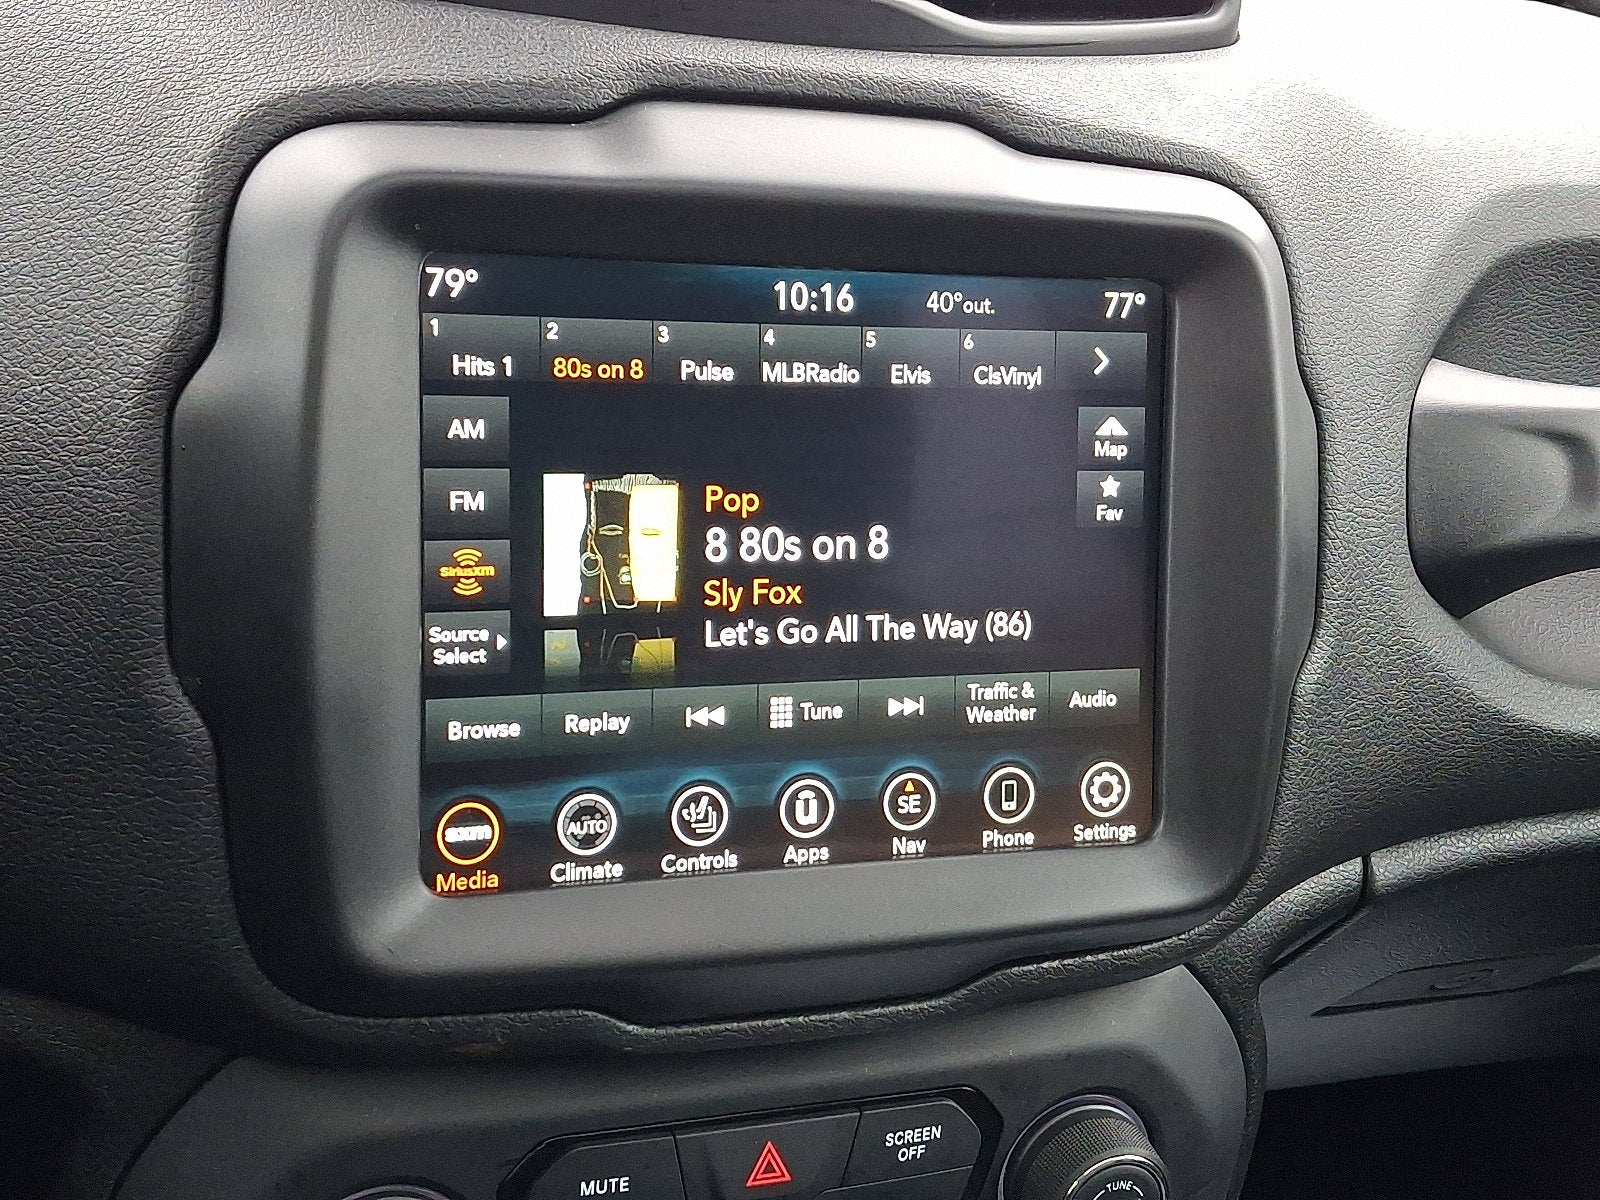 79° 10:16 40°out. 77°
1 2 3 4 5 6
Hits 1 80s on 8 Pulse MLBRadio Elvis ClsVinyl
AM
FM
SiriusXM
Source
Select
Map
Fav
Pop
8 80s on 8
Sly Fox
Let's Go All The Way (86)
Browse Replay Tune Traffic &
Weather Audio
sxm AUTO SE
Media Climate Controls Apps Nav Phone Settings
MUTE SCREEN
OFF
TUNE